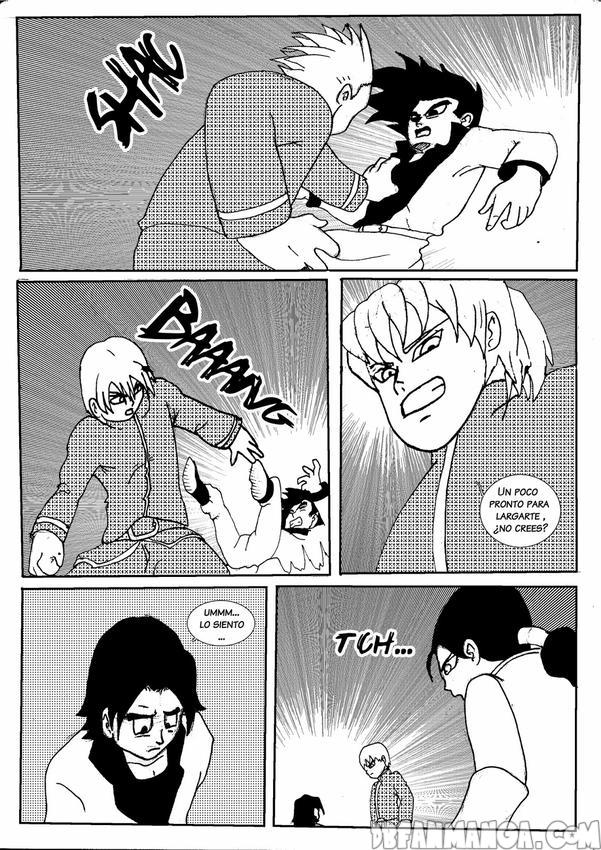 SHAC
BAAAANG
UN POCO
PRONTO PARA
LARGARTE ,
¿NO CREES?
UMMM...
LO SIENTO
...
TCH...
DBFANMANGA.COM